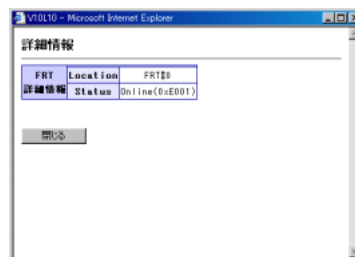 V10L10 - Microsoft Internet Explorer
詳細情報
FRT Location FRT#0
詳細情報 Status Online(0xE001)
閉じる